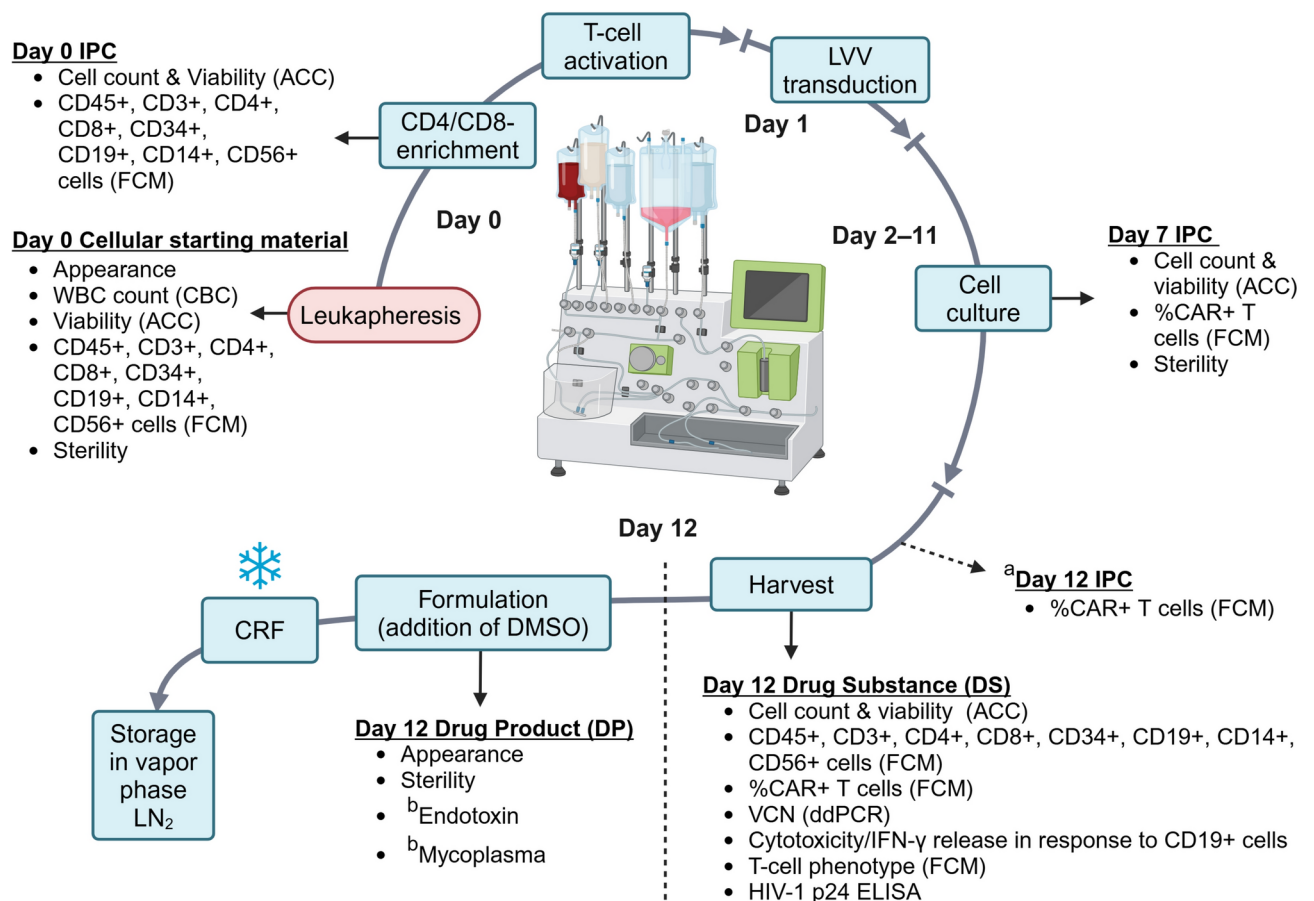 Day 0 IPC
• Cell count & Viability (ACC)
• CD45+, CD3+, CD4+,
CD8+, CD34+,
CD19+, CD14+, CD56+
cells (FCM)
Day 0 Cellular starting material
• Appearance
• WBC count (CBC)
• Viability (ACC)
• CD45+, CD3+, CD4+,
CD8+, CD34+,
CD19+, CD14+,
CD56+ cells (FCM)
• Sterility
Leukapheresis
Day 0
CD4/CD8-
enrichment
T-cell
activation
LVV
transduction
Day 1
Day 2–11
Cell
culture
Day 7 IPC
• Cell count &
viability (ACC)
• %CAR+ T
cells (FCM)
• Sterility
aDay 12 IPC
• %CAR+ T cells (FCM)
Day 12
Harvest
Day 12 Drug Substance (DS)
• Cell count & viability (ACC)
• CD45+, CD3+, CD4+, CD8+, CD34+, CD19+, CD14+,
CD56+ cells (FCM)
• %CAR+ T cells (FCM)
• VCN (ddPCR)
• Cytotoxicity/IFN-γ release in response to CD19+ cells
• T-cell phenotype (FCM)
• HIV-1 p24 ELISA
Formulation
(addition of DMSO)
Day 12 Drug Product (DP)
• Appearance
• Sterility
• bEndotoxin
• bMycoplasma
CRF
Storage
in vapor
phase
LN2